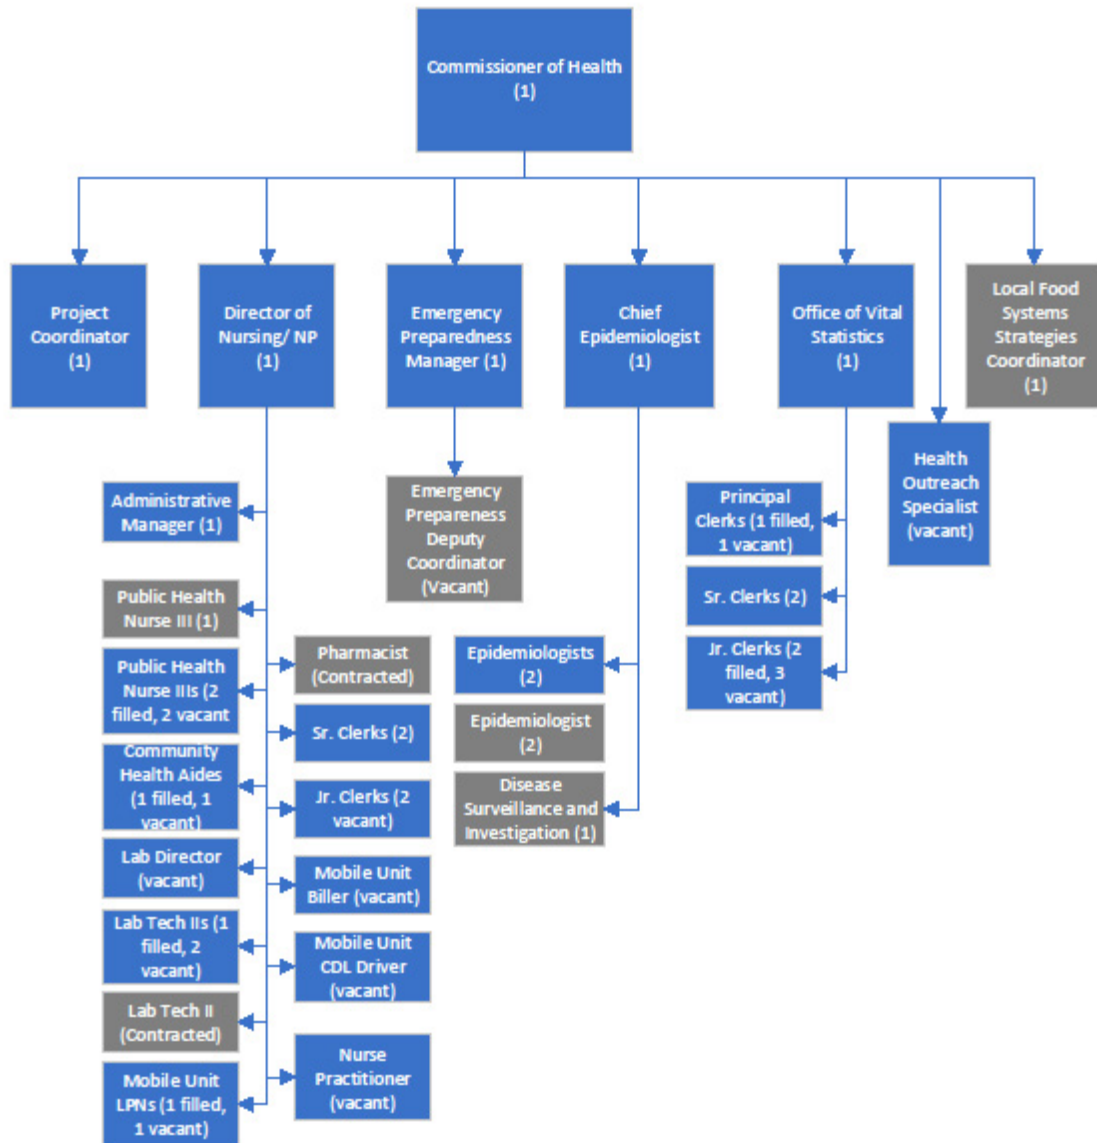 Commissioner of Health
(1)
Project
Coordinator
(1)
Director of
Nursing/ NP
(1)
Emergency
Preparedness
Manager (1)
Chief
Epidemiologist
(1)
Office of Vital
Statistics
(1)
Local Food
Systems
Strategies
Coordinator
(1)
Health
Outreach
Specialist
(vacant)
Administrative
Manager (1)
Public Health
Nurse III (1)
Public Health
Nurse IIIs (2
filled, 2 vacant
Community
Health Aides
(1 filled, 1
vacant)
Lab Director
(vacant)
Lab Tech IIs (1
filled, 2
vacant)
Lab Tech II
(Contracted)
Mobile Unit
LPNs (1 filled,
1 vacant)
Pharmacist
(Contracted)
Sr. Clerks (2)
Jr. Clerks (2
vacant)
Mobile Unit
Biller (vacant)
Mobile Unit
CDL Driver
(vacant)
Nurse
Practitioner
(vacant)
Emergency
Prepareness
Deputy
Coordinator
(Vacant)
Epidemiologists
(2)
Epidemiologist
(2)
Disease
Surveillance and
Investigation (1)
Principal
Clerks (1 filled,
1 vacant)
Sr. Clerks (2)
Jr. Clerks (2
filled, 3
vacant)